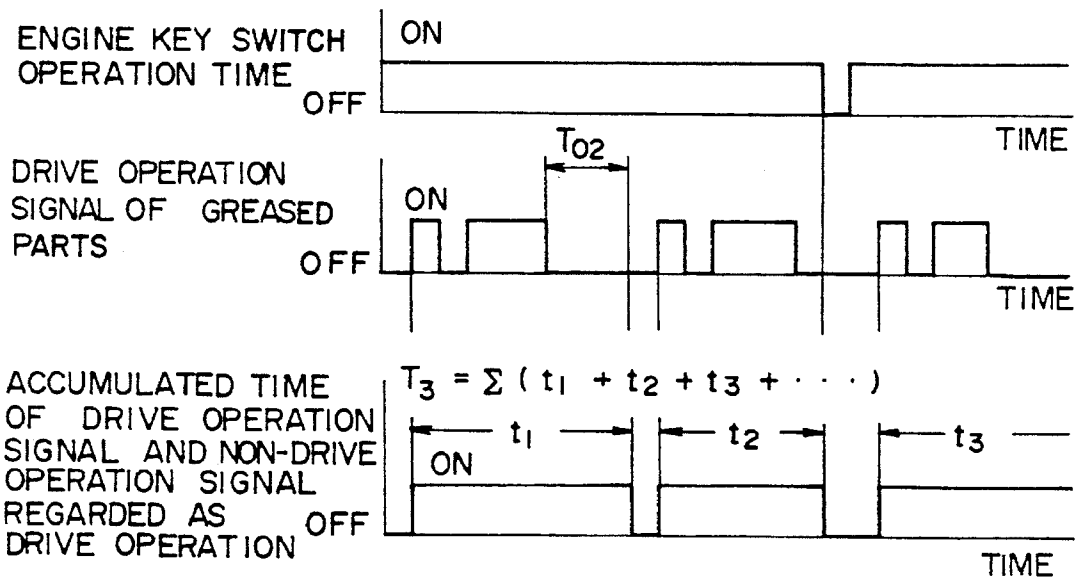 ENGINE KEY SWITCH
OPERATION TIME
ON
OFF
TIME
DRIVE OPERATION
SIGNAL OF GREASED
PARTS
T02
ON
OFF
TIME
ACCUMULATED TIME
OF DRIVE OPERATION
SIGNAL AND NON-DRIVE
OPERATION SIGNAL
REGARDED AS
DRIVE OPERATION
T3 = Σ ( t1 + t2 + t3 + · · · )
t1
t2
t3
ON
OFF
TIME